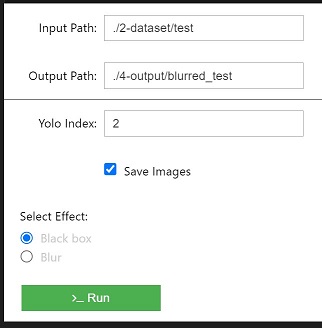 Input Path: ./2-dataset/test
Output Path: ./4-output/blurred_test
Yolo Index: 2
Save Images
Select Effect:
Black box
Blur
>_ Run